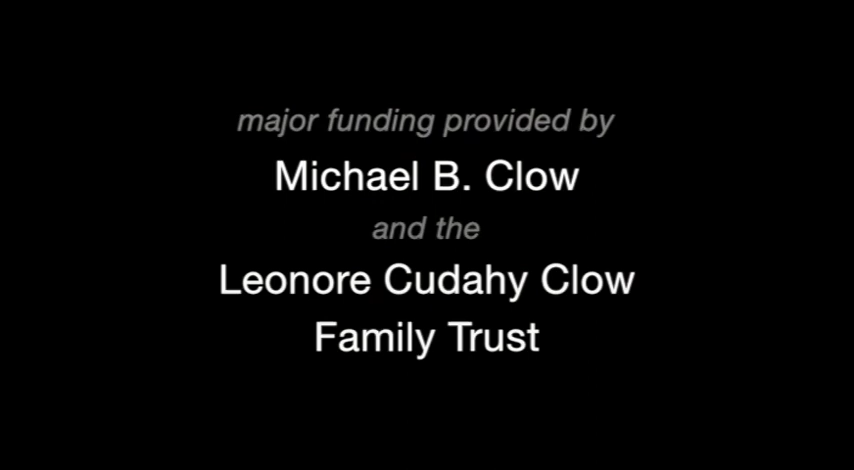 major funding provided by
Michael B. Clow
and the
Leonore Cudahy Clow
Family Trust